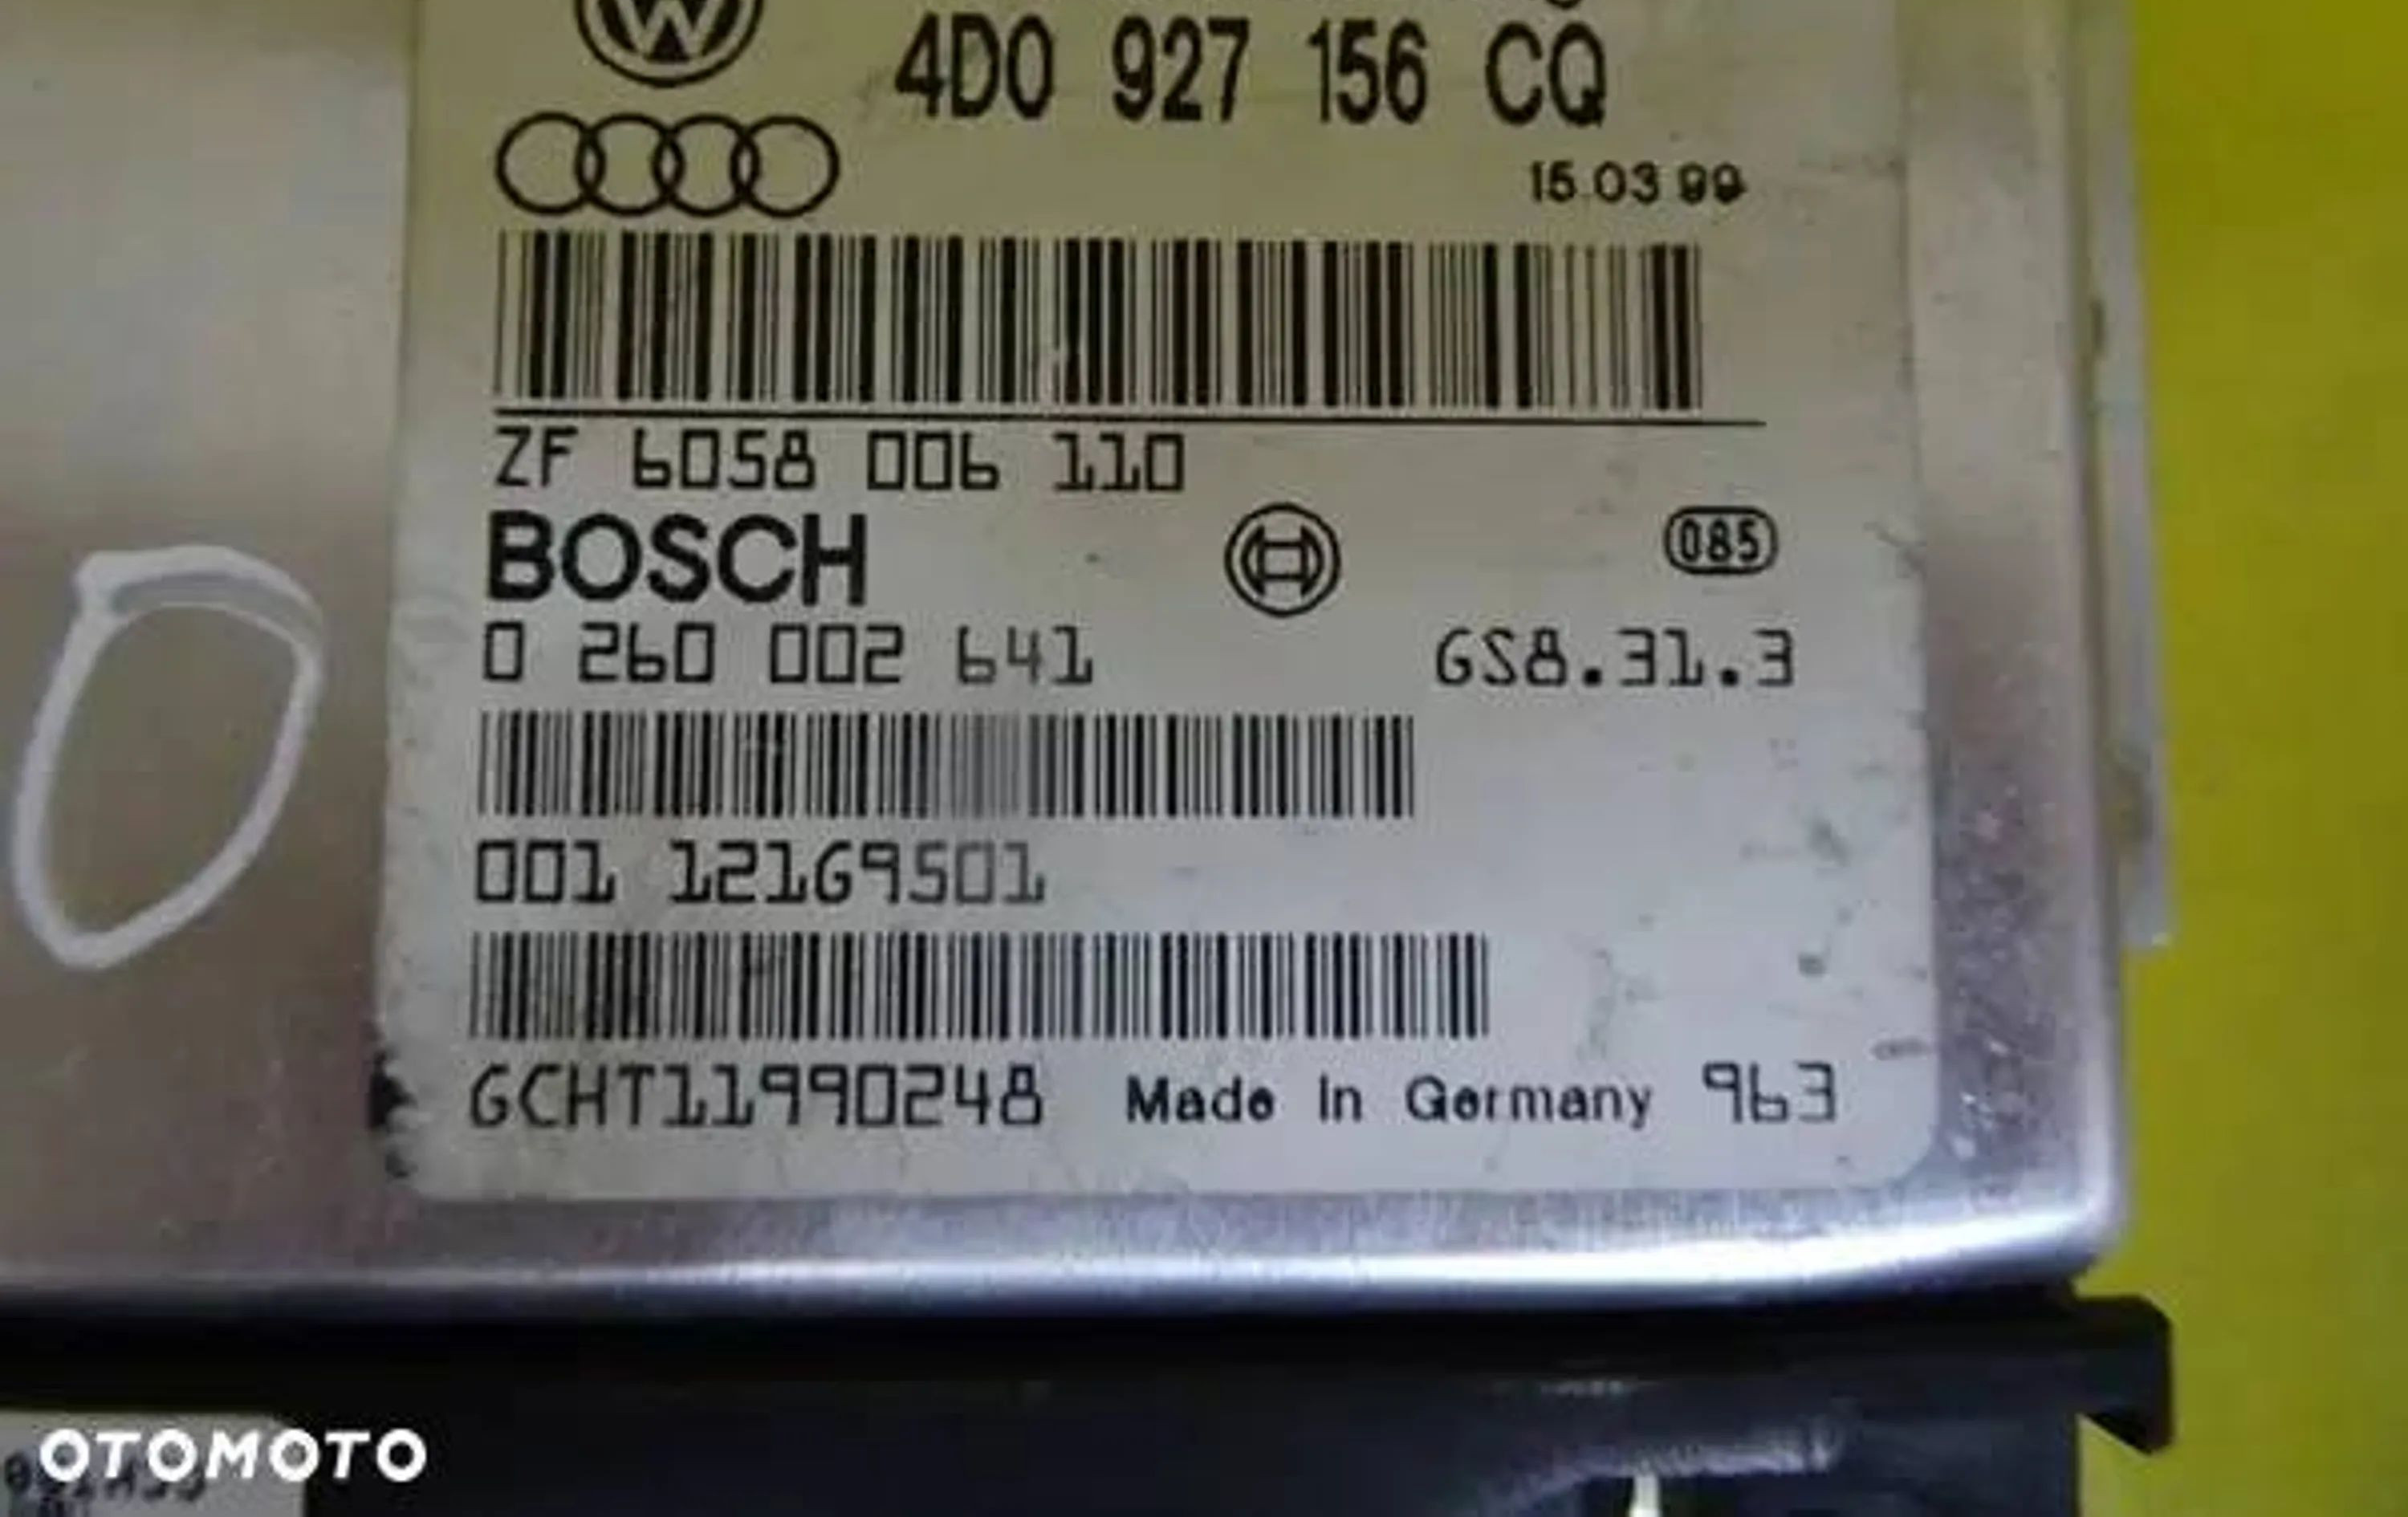 4D0 927 156 CQ
15.03 99
ZF 6058 006 110
BOSCH
085
0 260 002 641 GS8.31.3
001 121G9501
GCHT11990248 Made in Germany 963
OTOMOTO